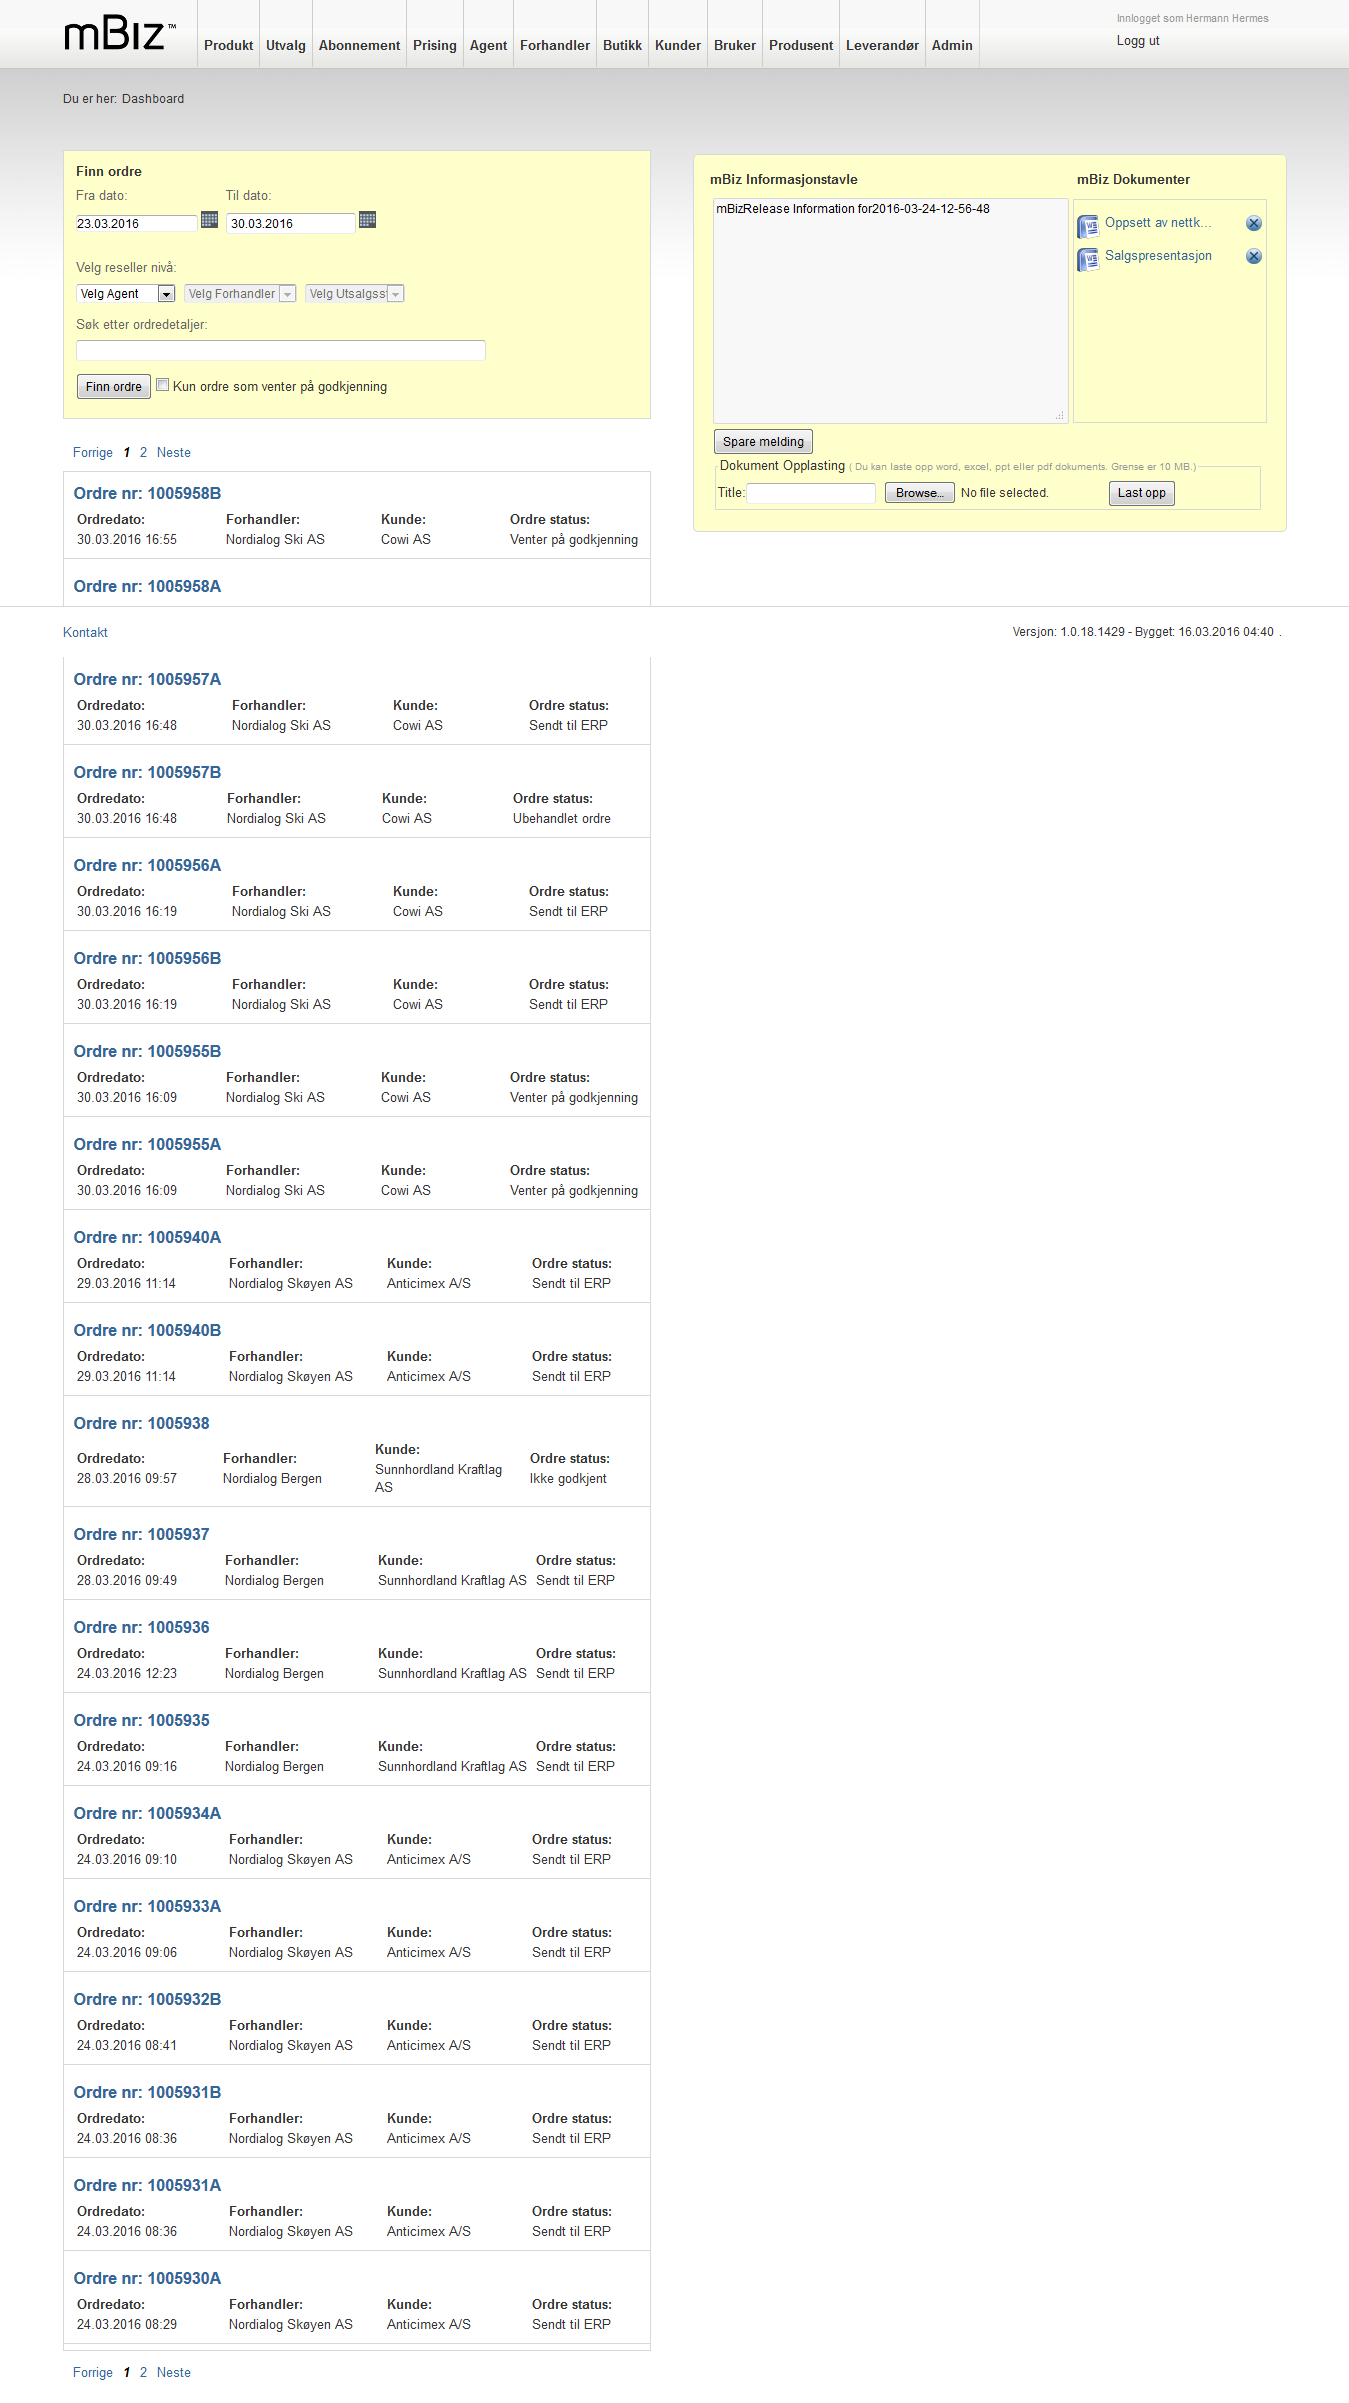 mBiz™
Produkt Utvalg Abonnement Prising Agent Forhandler Butikk Kunder Bruker Produsent Leverandør Admin
Innlogget som Hermann Hermes
Logg ut
Du er her: Dashboard
Finn ordre
Fra dato: Til dato:
23.03.2016 30.03.2016
Velg reseller nivå:
Velg Agent Velg Forhandler Velg Utsalgss
Søk etter ordredetaljer:
Finn ordre Kun ordre som venter på godkjenning
mBiz Informasjonstavle mBiz Dokumenter
mBizRelease Information for2016-03-24-12-56-48
Oppsett av nettk...
Salgspresentasjon
Spare melding
Dokument Opplasting ( Du kan laste opp word, excel, ppt eller pdf dokuments. Grense er 10 MB.)
Title: Browse... No file selected. Last opp
Forrige 1 2 Neste
Ordre nr: 1005958B
Ordredato: Forhandler: Kunde: Ordre status:
30.03.2016 16:55 Nordialog Ski AS Cowi AS Venter på godkjenning
Ordre nr: 1005958A
Kontakt Versjon: 1.0.18.1429 - Bygget: 16.03.2016 04:40 .
Ordre nr: 1005957A
Ordredato: Forhandler: Kunde: Ordre status:
30.03.2016 16:48 Nordialog Ski AS Cowi AS Sendt til ERP
Ordre nr: 1005957B
Ordredato: Forhandler: Kunde: Ordre status:
30.03.2016 16:48 Nordialog Ski AS Cowi AS Ubehandlet ordre
Ordre nr: 1005956A
Ordredato: Forhandler: Kunde: Ordre status:
30.03.2016 16:19 Nordialog Ski AS Cowi AS Sendt til ERP
Ordre nr: 1005956B
Ordredato: Forhandler: Kunde: Ordre status:
30.03.2016 16:19 Nordialog Ski AS Cowi AS Sendt til ERP
Ordre nr: 1005955B
Ordredato: Forhandler: Kunde: Ordre status:
30.03.2016 16:09 Nordialog Ski AS Cowi AS Venter på godkjenning
Ordre nr: 1005955A
Ordredato: Forhandler: Kunde: Ordre status:
30.03.2016 16:09 Nordialog Ski AS Cowi AS Venter på godkjenning
Ordre nr: 1005940A
Ordredato: Forhandler: Kunde: Ordre status:
29.03.2016 11:14 Nordialog Skøyen AS Anticimex A/S Sendt til ERP
Ordre nr: 1005940B
Ordredato: Forhandler: Kunde: Ordre status:
29.03.2016 11:14 Nordialog Skøyen AS Anticimex A/S Sendt til ERP
Ordre nr: 1005938
Ordredato: Forhandler: Kunde: Ordre status:
28.03.2016 09:57 Nordialog Bergen Sunnhordland Kraftlag Ikke godkjent
AS
Ordre nr: 1005937
Ordredato: Forhandler: Kunde: Ordre status:
28.03.2016 09:49 Nordialog Bergen Sunnhordland Kraftlag AS Sendt til ERP
Ordre nr: 1005936
Ordredato: Forhandler: Kunde: Ordre status:
24.03.2016 12:23 Nordialog Bergen Sunnhordland Kraftlag AS Sendt til ERP
Ordre nr: 1005935
Ordredato: Forhandler: Kunde: Ordre status:
24.03.2016 09:16 Nordialog Bergen Sunnhordland Kraftlag AS Sendt til ERP
Ordre nr: 1005934A
Ordredato: Forhandler: Kunde: Ordre status:
24.03.2016 09:10 Nordialog Skøyen AS Anticimex A/S Sendt til ERP
Ordre nr: 1005933A
Ordredato: Forhandler: Kunde: Ordre status:
24.03.2016 09:06 Nordialog Skøyen AS Anticimex A/S Sendt til ERP
Ordre nr: 1005932B
Ordredato: Forhandler: Kunde: Ordre status:
24.03.2016 08:41 Nordialog Skøyen AS Anticimex A/S Sendt til ERP
Ordre nr: 1005931B
Ordredato: Forhandler: Kunde: Ordre status:
24.03.2016 08:36 Nordialog Skøyen AS Anticimex A/S Sendt til ERP
Ordre nr: 1005931A
Ordredato: Forhandler: Kunde: Ordre status:
24.03.2016 08:36 Nordialog Skøyen AS Anticimex A/S Sendt til ERP
Ordre nr: 1005930A
Ordredato: Forhandler: Kunde: Ordre status:
24.03.2016 08:29 Nordialog Skøyen AS Anticimex A/S Sendt til ERP
Forrige 1 2 Neste